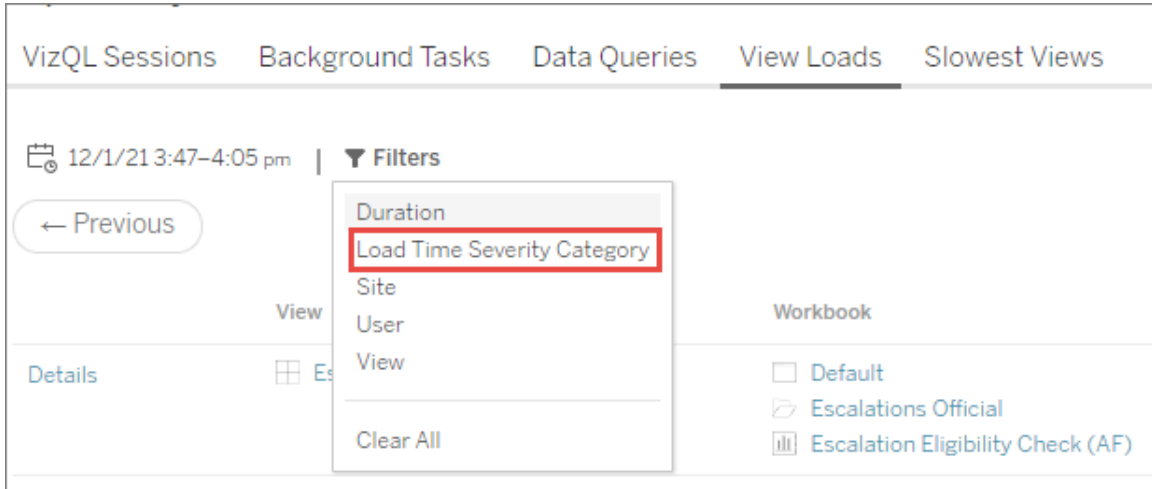 VizQL Sessions Background Tasks Data Queries View Loads Slowest Views
12/1/21 3:47–4:05 pm | Filters
← Previous
Duration
Load Time Severity Category
Site
User
View
Clear All
View Workbook
Details Es Default
Escalations Official
Escalation Eligibility Check (AF)